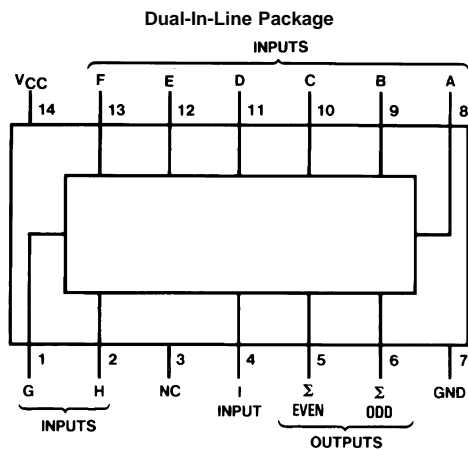 Dual-In-Line Package
INPUTS
VCC F E D C B A
14 13 12 11 10 9 8
1 2 3 4 5 6 7
G H NC I Σ Σ GND
INPUT EVEN ODD
INPUTS OUTPUTS